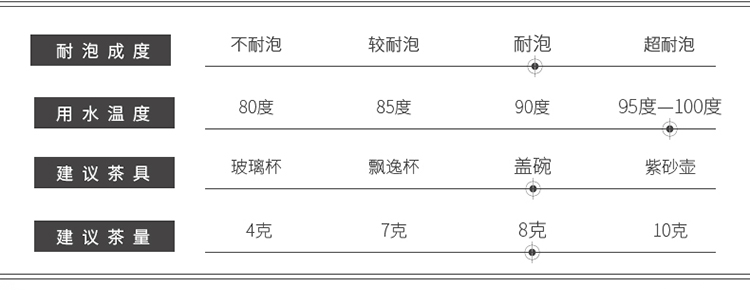 耐泡成度 不耐泡 较耐泡 耐泡 超耐泡
用水温度 80度 85度 90度 95度—100度
建议茶具 玻璃杯 飘逸杯 盖碗 紫砂壶
建议茶量 4克 7克 8克 10克